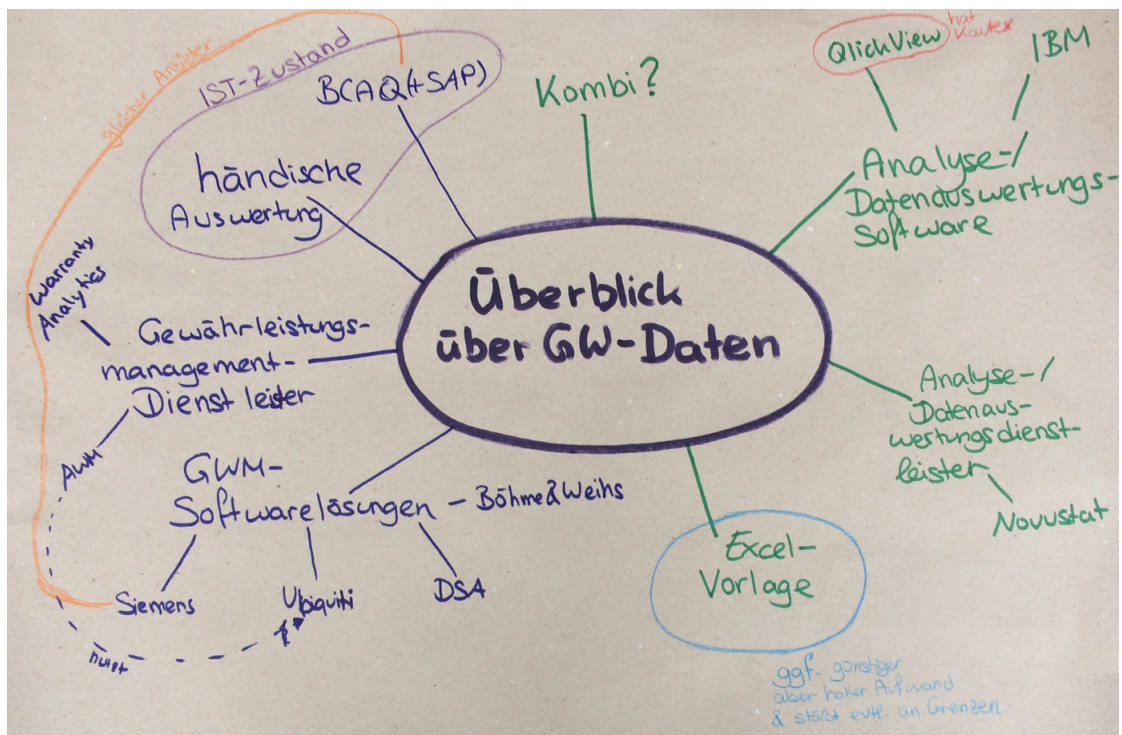 gleicher Anbieter
IST-Zustand
BCAQ(+SAP)
händische
Auswertung
Kombi?
QlickView
hat
IBM
Analyse-/
Datenauswertungs-
Software
Überblick
über GW-Daten
Warranty
Analytics
Gewährleistungs-
management-
Dienstleister
AWM
GWM-
Softwarelösungen - Böhme&Weihs
Siemens
Ubiquiti
DSA
nutzt
Analyse-/
Datenaus-
wertungsdienst-
leister
Novustat
Excel-
Vorlage
ggf. günstiger
aber hoher Aufwand
& stößt evtl. an Grenzen